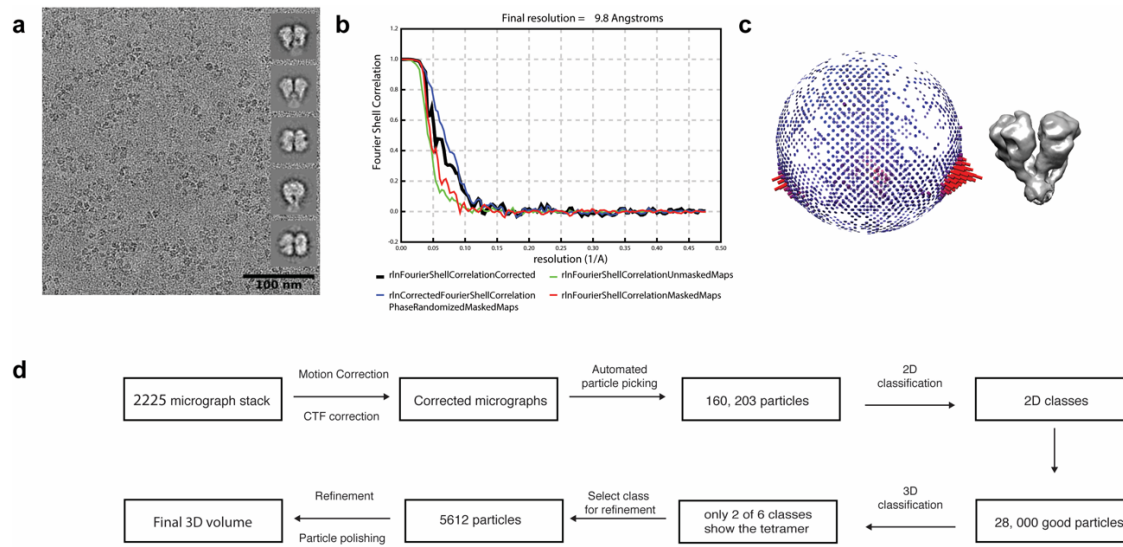 a
100 nm
b
Final resolution = 9.8 Angstroms
Fourier Shell Correlation
1.2
1.0
0.8
0.6
0.4
0.2
0.0
-0.2
0.00 0.05 0.10 0.15 0.20 0.25 0.30 0.35 0.40 0.45 0.50
resolution (1/A)
rlnFourierShellCorrelationCorrected
rlnFourierShellCorrelationUnmaskedMaps
rlnCorrectedFourierShellCorrelation
PhaseRandomizedMaskedMaps
rlnFourierShellCorrelationMaskedMaps
c
d
2225 micrograph stack
Motion Correction
CTF correction
Corrected micrographs
Automated
particle picking
160, 203 particles
2D
classification
2D classes
28, 000 good particles
3D
classification
only 2 of 6 classes
show the tetramer
Select class
for refinement
5612 particles
Refinement
Particle polishing
Final 3D volume